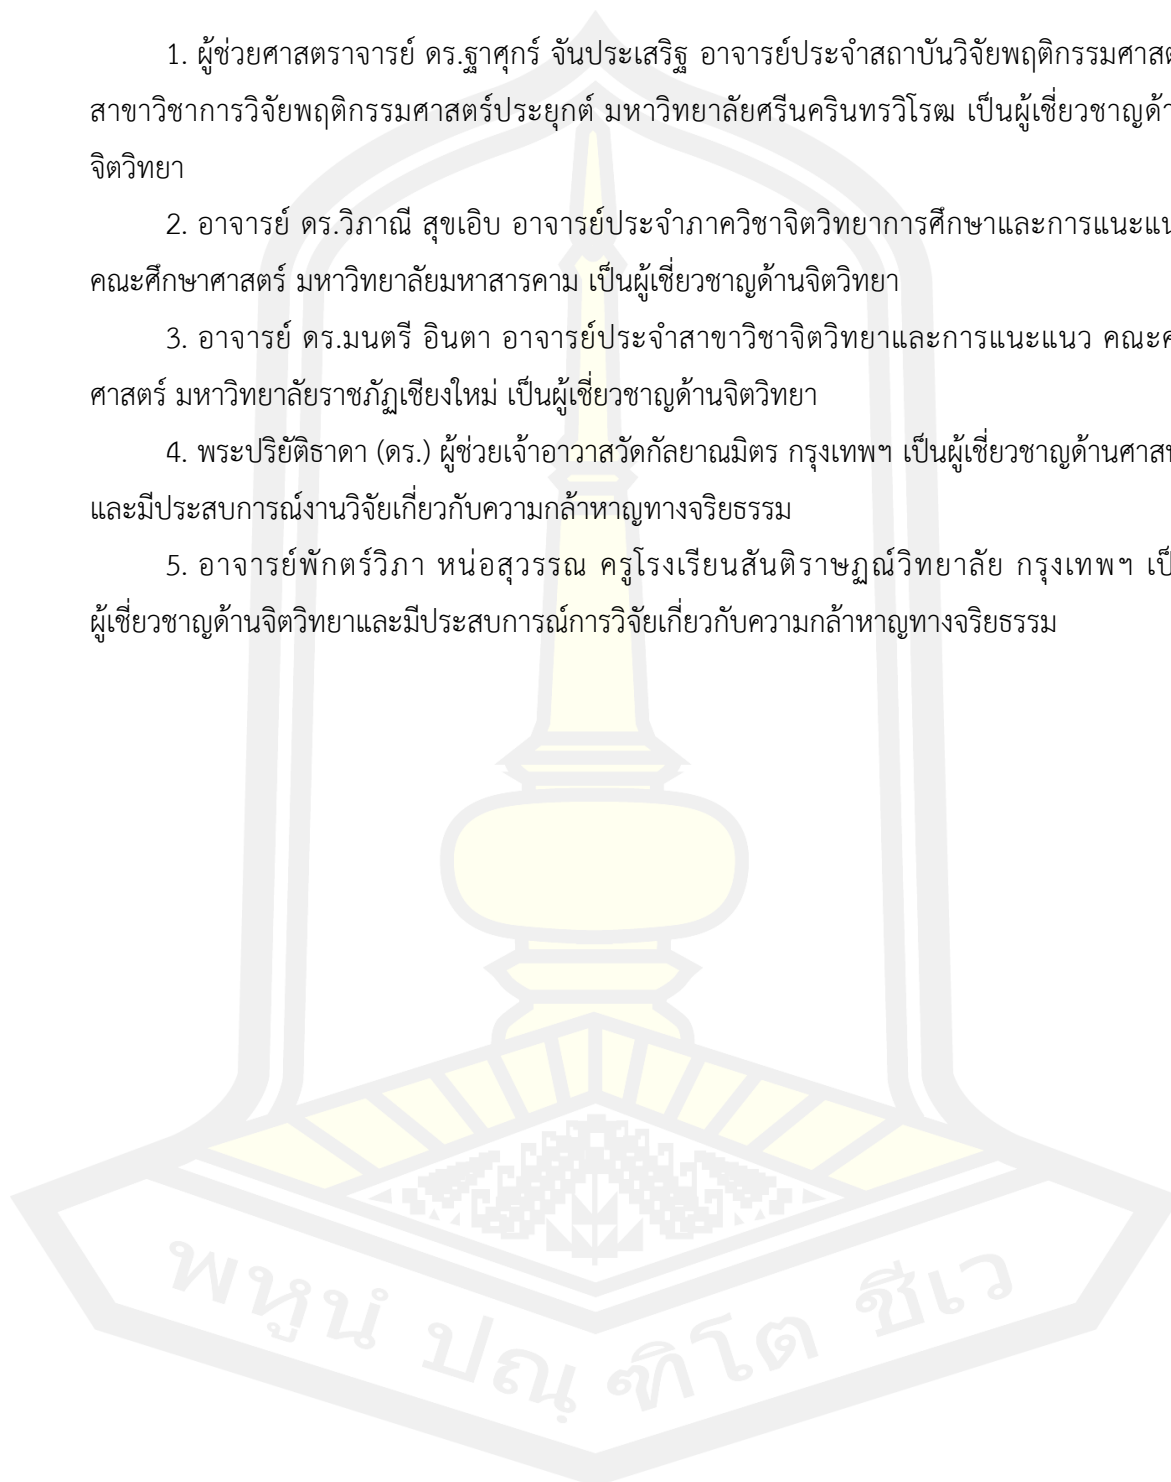 1. ผู้ช่วยศาสตราจารย์ ดร.ฐาศุกร์ จันประเสริฐ อาจารย์ประจำสถาบันวิจัยพฤติกรรมศาสต
สาขาวิชาการวิจัยพฤติกรรมศาสตร์ประยุกต์ มหาวิทยาลัยศรีนครินทรวิโรฒ เป็นผู้เชี่ยวชาญด้า
จิตวิทยา
2. อาจารย์ ดร.วิภาณี สุขเอิบ อาจารย์ประจำภาควิชาจิตวิทยาการศึกษาและการแนะแน
คณะศึกษาศาสตร์ มหาวิทยาลัยมหาสารคาม เป็นผู้เชี่ยวชาญด้านจิตวิทยา
3. อาจารย์ ดร.มนตรี อินตา อาจารย์ประจำสาขาวิชาจิตวิทยาและการแนะแนว คณะค
ศาสตร์ มหาวิทยาลัยราชภัฏเชียงใหม่ เป็นผู้เชี่ยวชาญด้านจิตวิทยา
4. พระปริยัติธาดา (ดร.) ผู้ช่วยเจ้าอาวาสวัดกัลยาณมิตร กรุงเทพฯ เป็นผู้เชี่ยวชาญด้านศาส
และมีประสบการณ์งานวิจัยเกี่ยวกับความกล้าหาญทางจริยธรรม
5. อาจารย์พักตร์วิภา หน่อสุวรรณ ครูโรงเรียนสันติราษฎณ์วิทยาลัย กรุงเทพฯ เป็
ผู้เชี่ยวชาญด้านจิตวิทยาและมีประสบการณ์การวิจัยเกี่ยวกับความกล้าหาญทางจริยธรรม
พหูนํ ปณฺ ฑิโต ชีเว